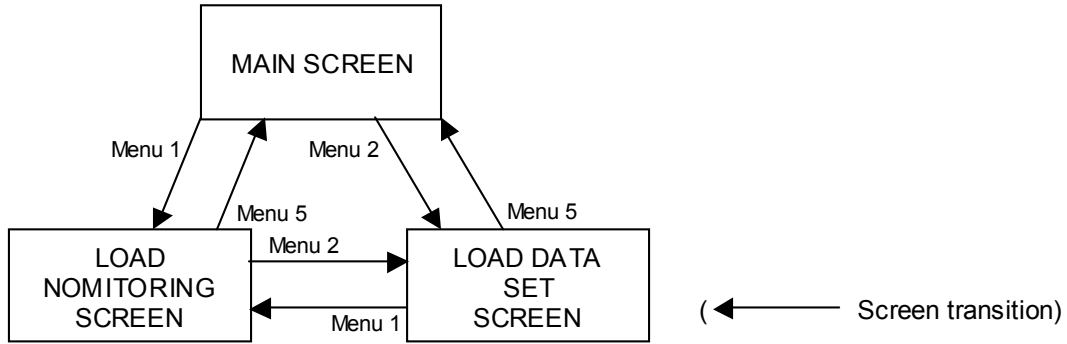 MAIN SCREEN
Menu 1
Menu 2
Menu 5
Menu 5
LOAD
NOMITORING
SCREEN
Menu 2
Menu 1
LOAD DATA
SET
SCREEN
( Screen transition)